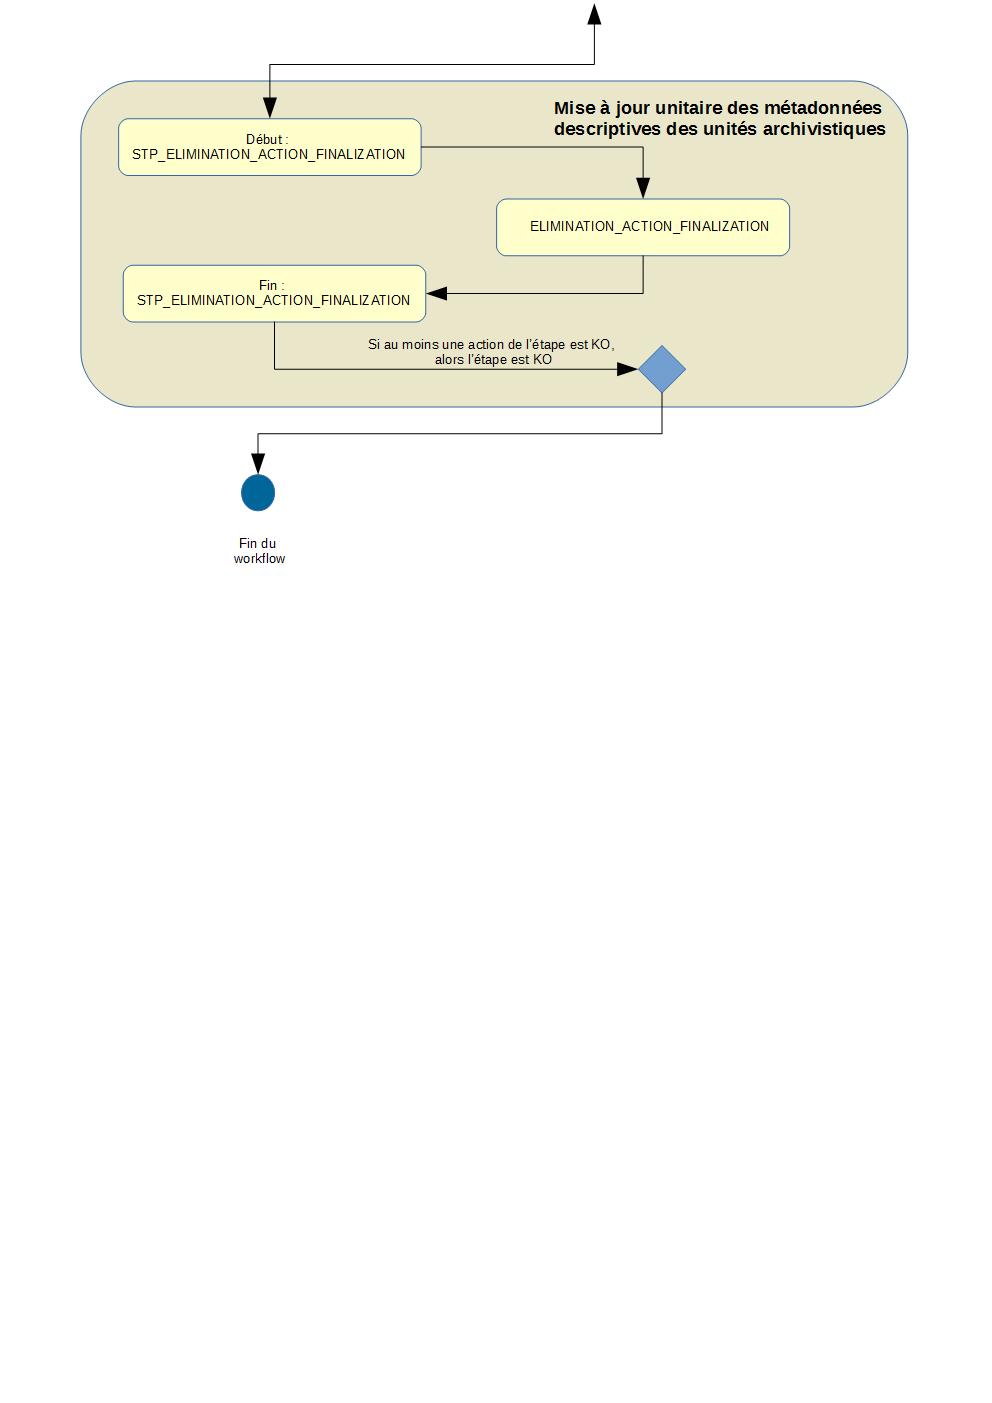 Mise à jour unitaire des métadonnées
descriptives des unités archivistiques
Début :
STP_ELIMINATION_ACTION_FINALIZATION
ELIMINATION_ACTION_FINALIZATION
Fin :
STP_ELIMINATION_ACTION_FINALIZATION
Si au moins une action de l'étape est KO,
alors l'étape est KO
Fin du
workflow